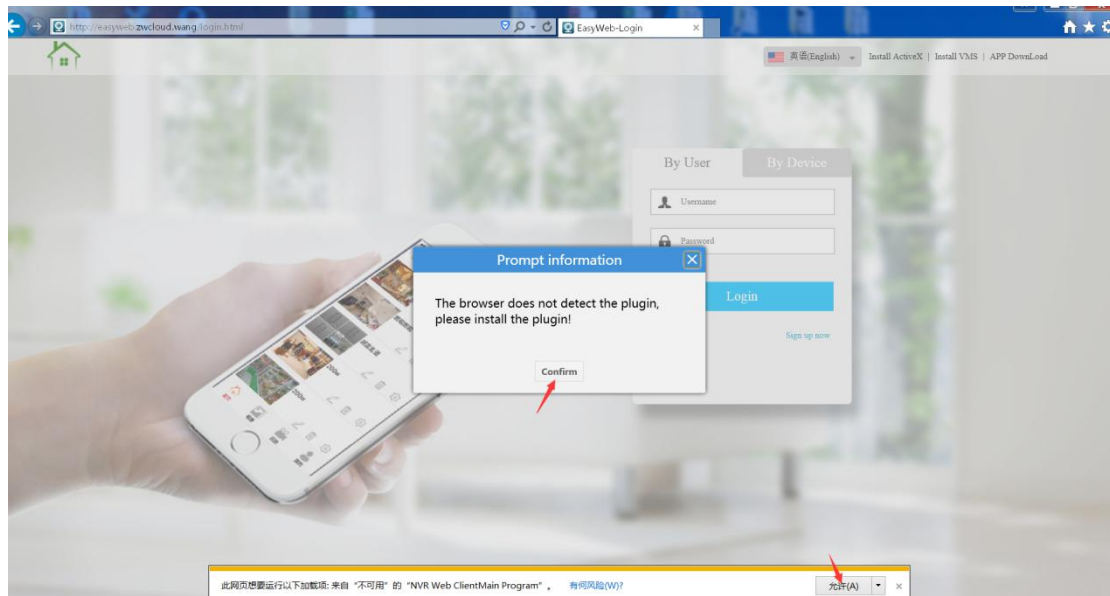 http://easyweb.zwcloud.wang/login.html
EasyWeb-Login
英语(English)
Install ActiveX | Install VMS | APP DownLoad
By User
By Device
Username
Password
Prompt information
The browser does not detect the plugin,
please install the plugin!
Confirm
Login
Sign up now
此网页想要运行以下加载项: 来自 "不可用" 的 "NVR Web ClientMain Program"。
有何风险(W)?
允许(A)